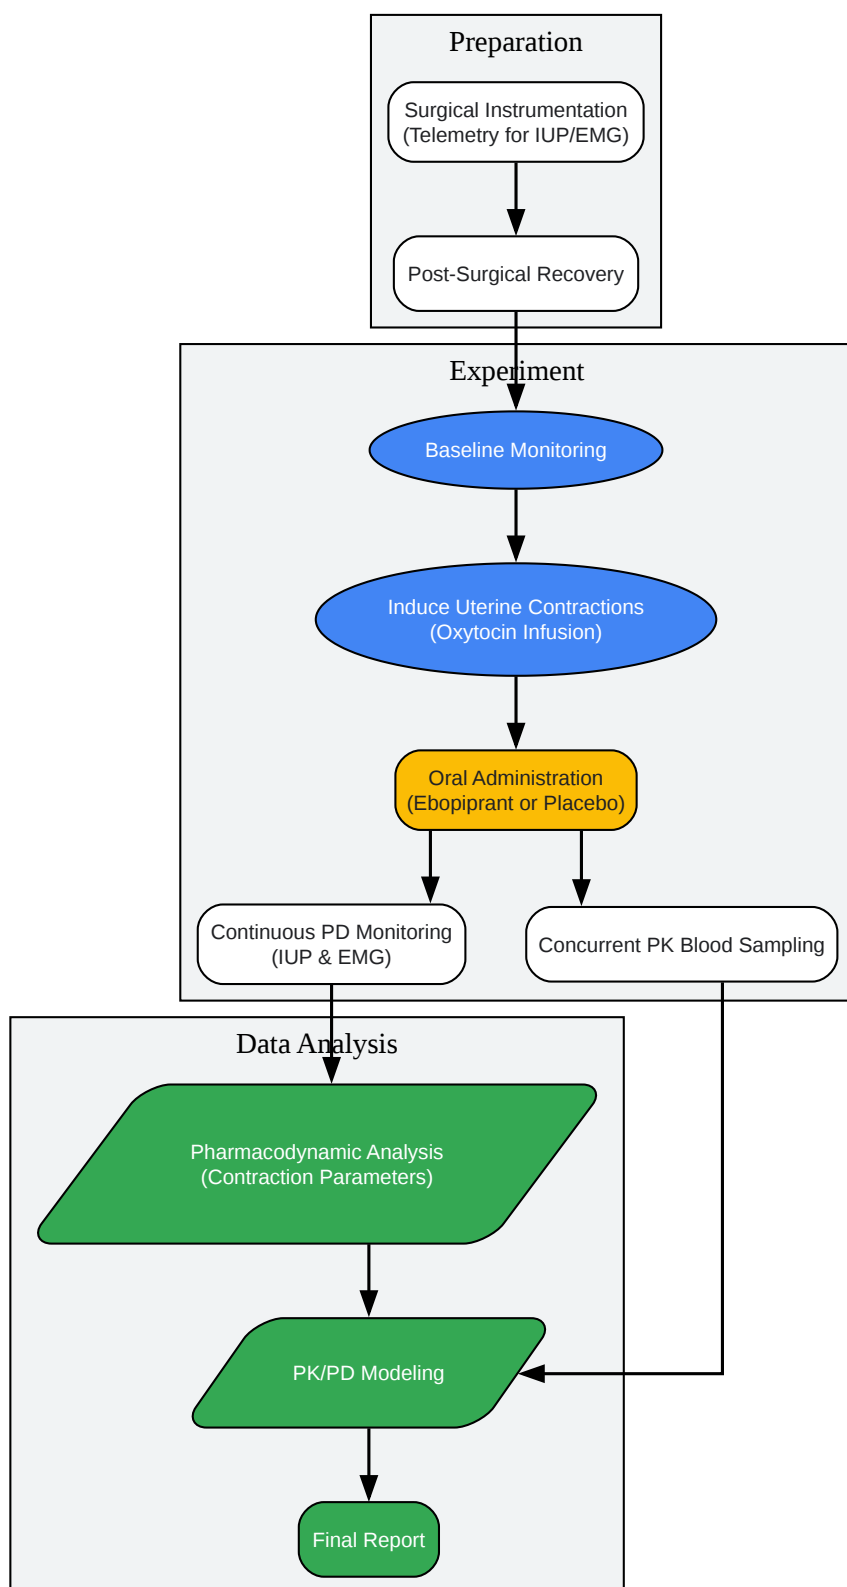 Preparation
Surgical Instrumentation
(Telemetry for IUP/EMG)
Post-Surgical Recovery
Experiment
Baseline Monitoring
Induce Uterine Contractions
(Oxytocin Infusion)
Oral Administration
(Ebopiprant or Placebo)
Continuous PD Monitoring
(IUP & EMG)
Concurrent PK Blood Sampling
Data Analysis
Pharmacodynamic Analysis
(Contraction Parameters)
PK/PD Modeling
Final Report